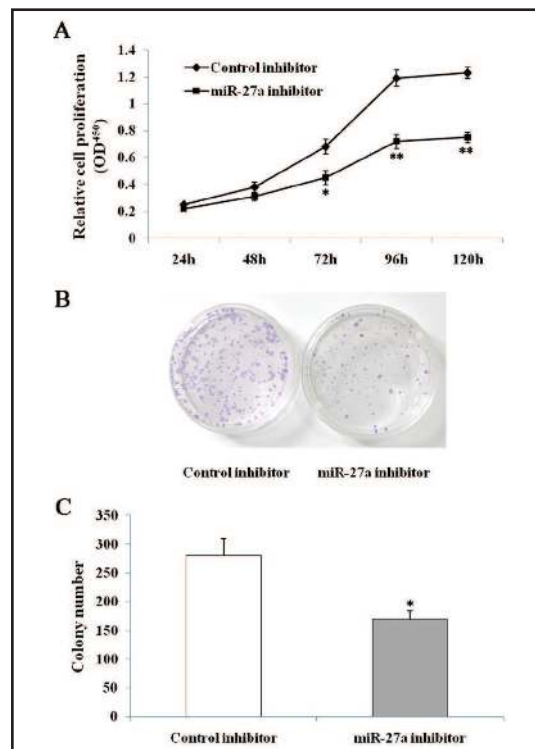 A
Relative cell proliferation
(OD⁴⁵⁰)
1.4
1.2
1
0.8
0.6
0.4
0.2
0
Control inhibitor
miR-27a inhibitor
*
**
**
24h
48h
72h
96h
120h
B
Control inhibitor
miR-27a inhibitor
C
Colony number
350
300
250
200
150
100
50
0
*
Control inhibitor
miR-27a inhibitor